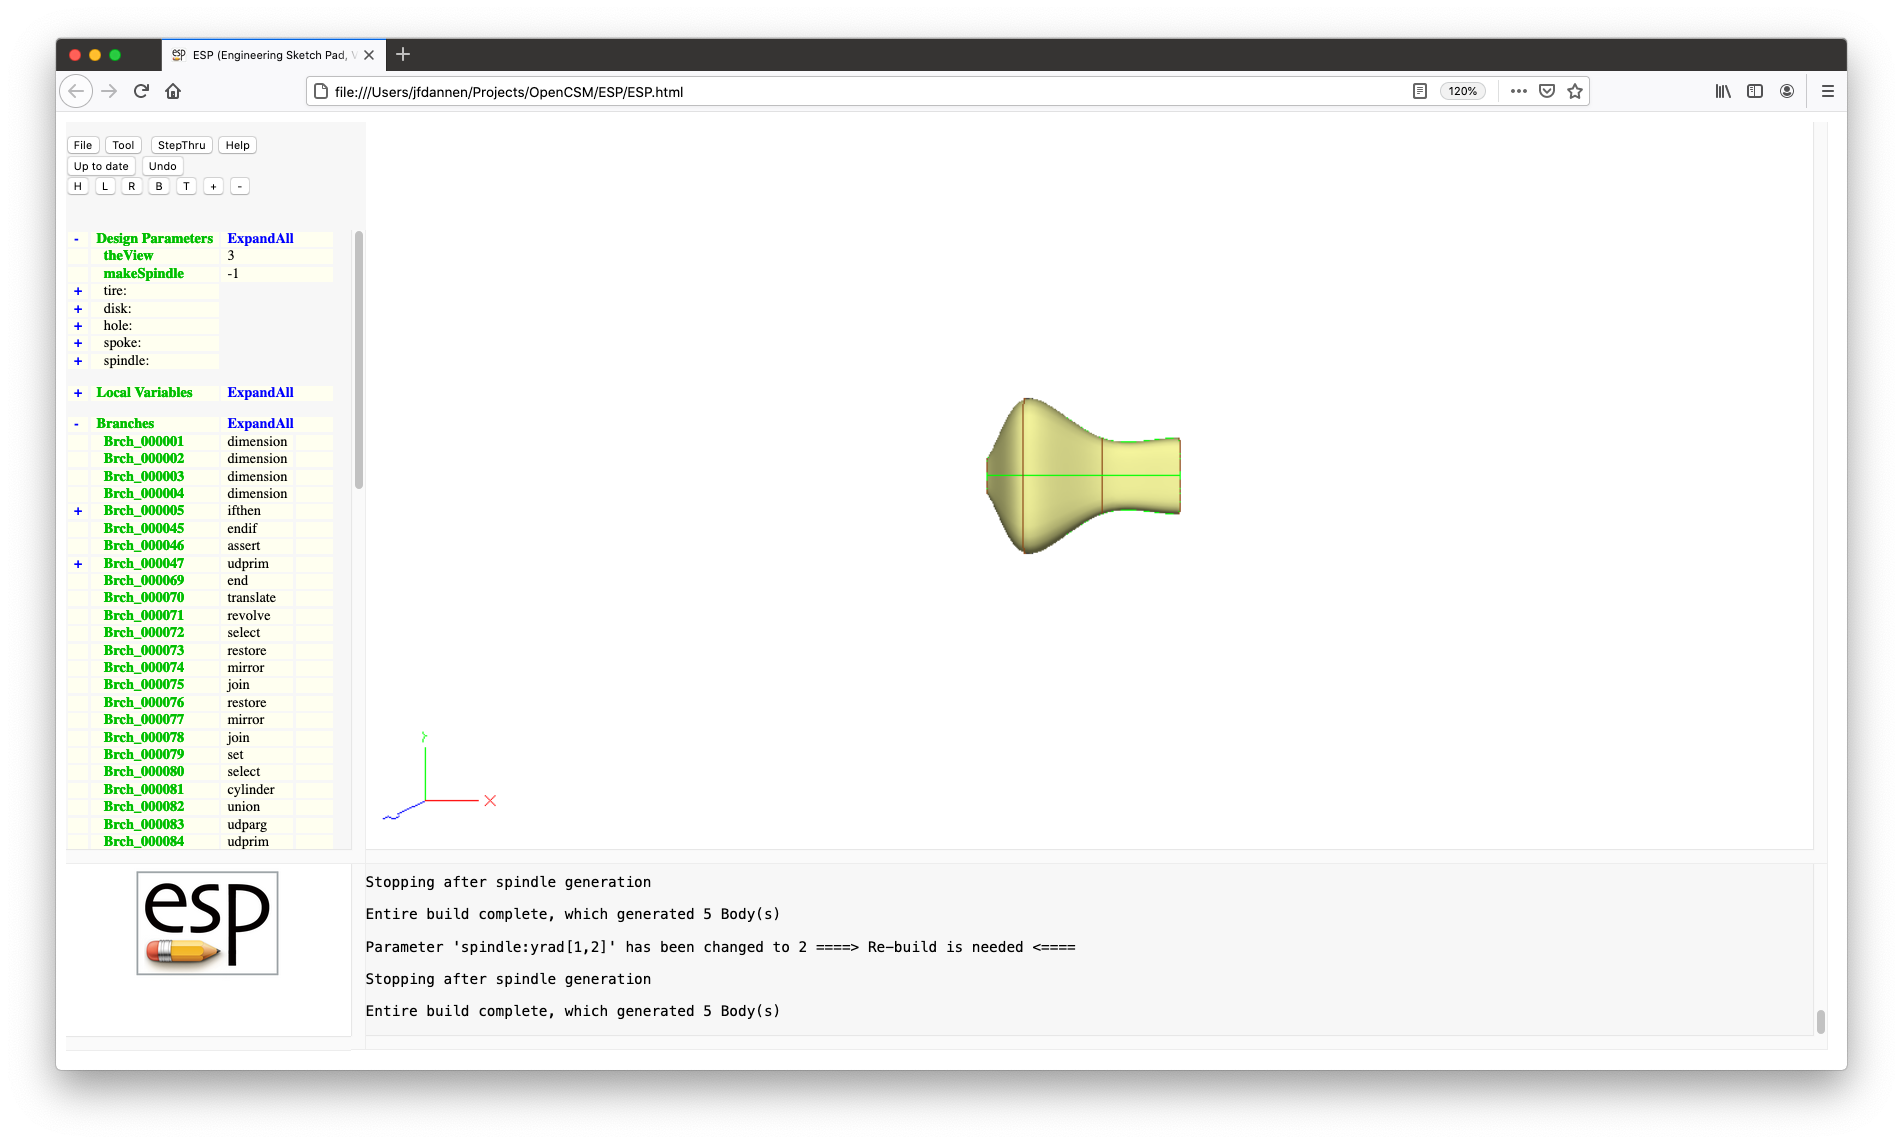 ESP (Engineering Sketch Pad, V
file:///Users/jfdannen/Projects/OpenCSM/ESP/ESP.html
120%
File Tool StepThru Help
Up to date Undo
H L R B T + -
- Design Parameters ExpandAll
theView 3
makeSpindle -1
+ tire:
+ disk:
+ hole:
+ spoke:
+ spindle:
+ Local Variables ExpandAll
- Branches ExpandAll
Brch_000001 dimension
Brch_000002 dimension
Brch_000003 dimension
Brch_000004 dimension
+ Brch_000005 ifthen
Brch_000045 endif
Brch_000046 assert
+ Brch_000047 udprim
Brch_000069 end
Brch_000070 translate
Brch_000071 revolve
Brch_000072 select
Brch_000073 restore
Brch_000074 mirror
Brch_000075 join
Brch_000076 restore
Brch_000077 mirror
Brch_000078 join
Brch_000079 set
Brch_000080 select
Brch_000081 cylinder
Brch_000082 union
Brch_000083 udparg
Brch_000084 udprim
Y
X
esp
Stopping after spindle generation
Entire build complete, which generated 5 Body(s)
Parameter 'spindle:yrad[1,2]' has been changed to 2 ====> Re-build is needed <====
Stopping after spindle generation
Entire build complete, which generated 5 Body(s)